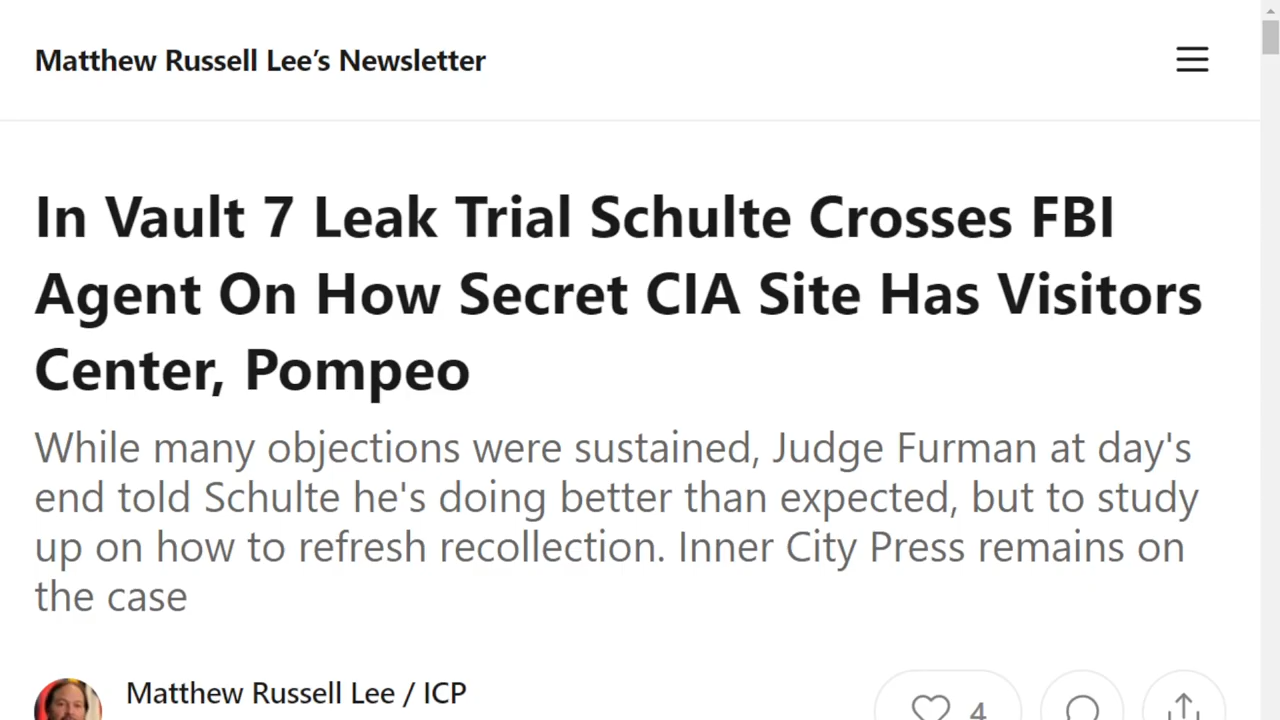 Matthew Russell Lee’s Newsletter
In Vault 7 Leak Trial Schulte Crosses FBI
Agent On How Secret CIA Site Has Visitors
Center, Pompeo
While many objections were sustained, Judge Furman at day's
end told Schulte he's doing better than expected, but to study
up on how to refresh recollection. Inner City Press remains on
the case
Matthew Russell Lee / ICP
4